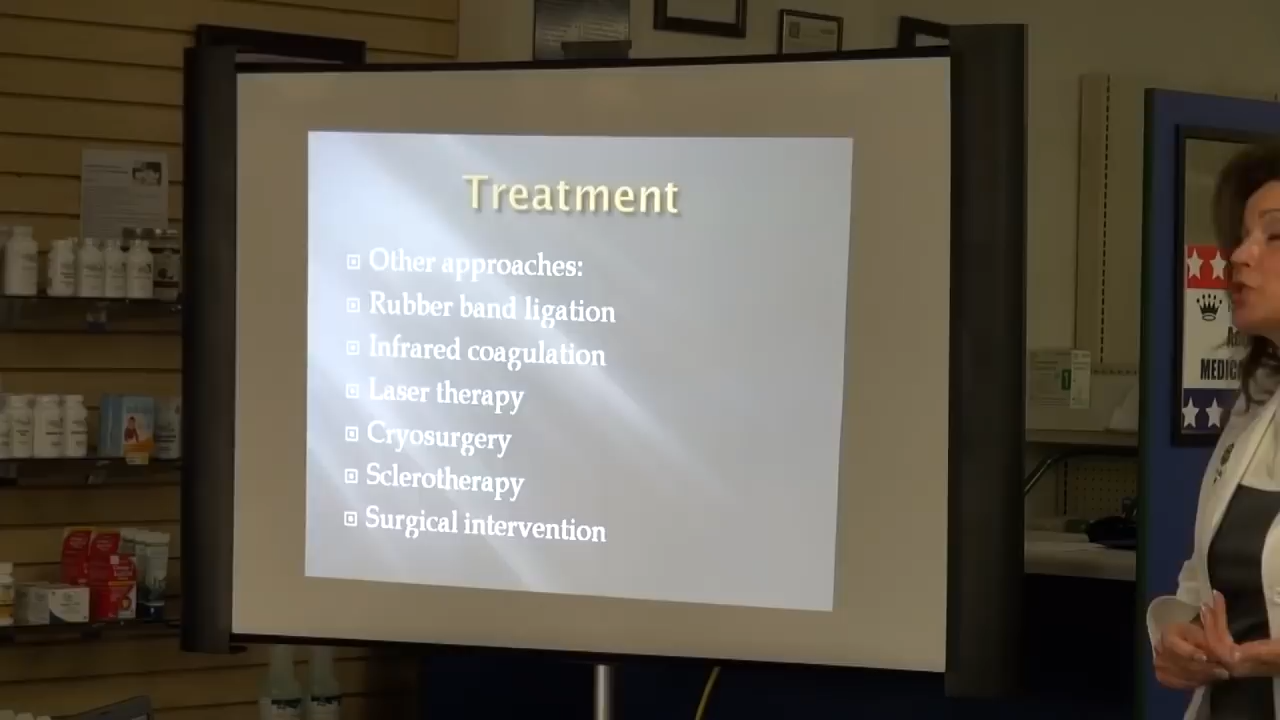 Treatment
Other approaches:
Rubber band ligation
Infrared coagulation
Laser therapy
Cryosurgery
Sclerotherapy
Surgical intervention